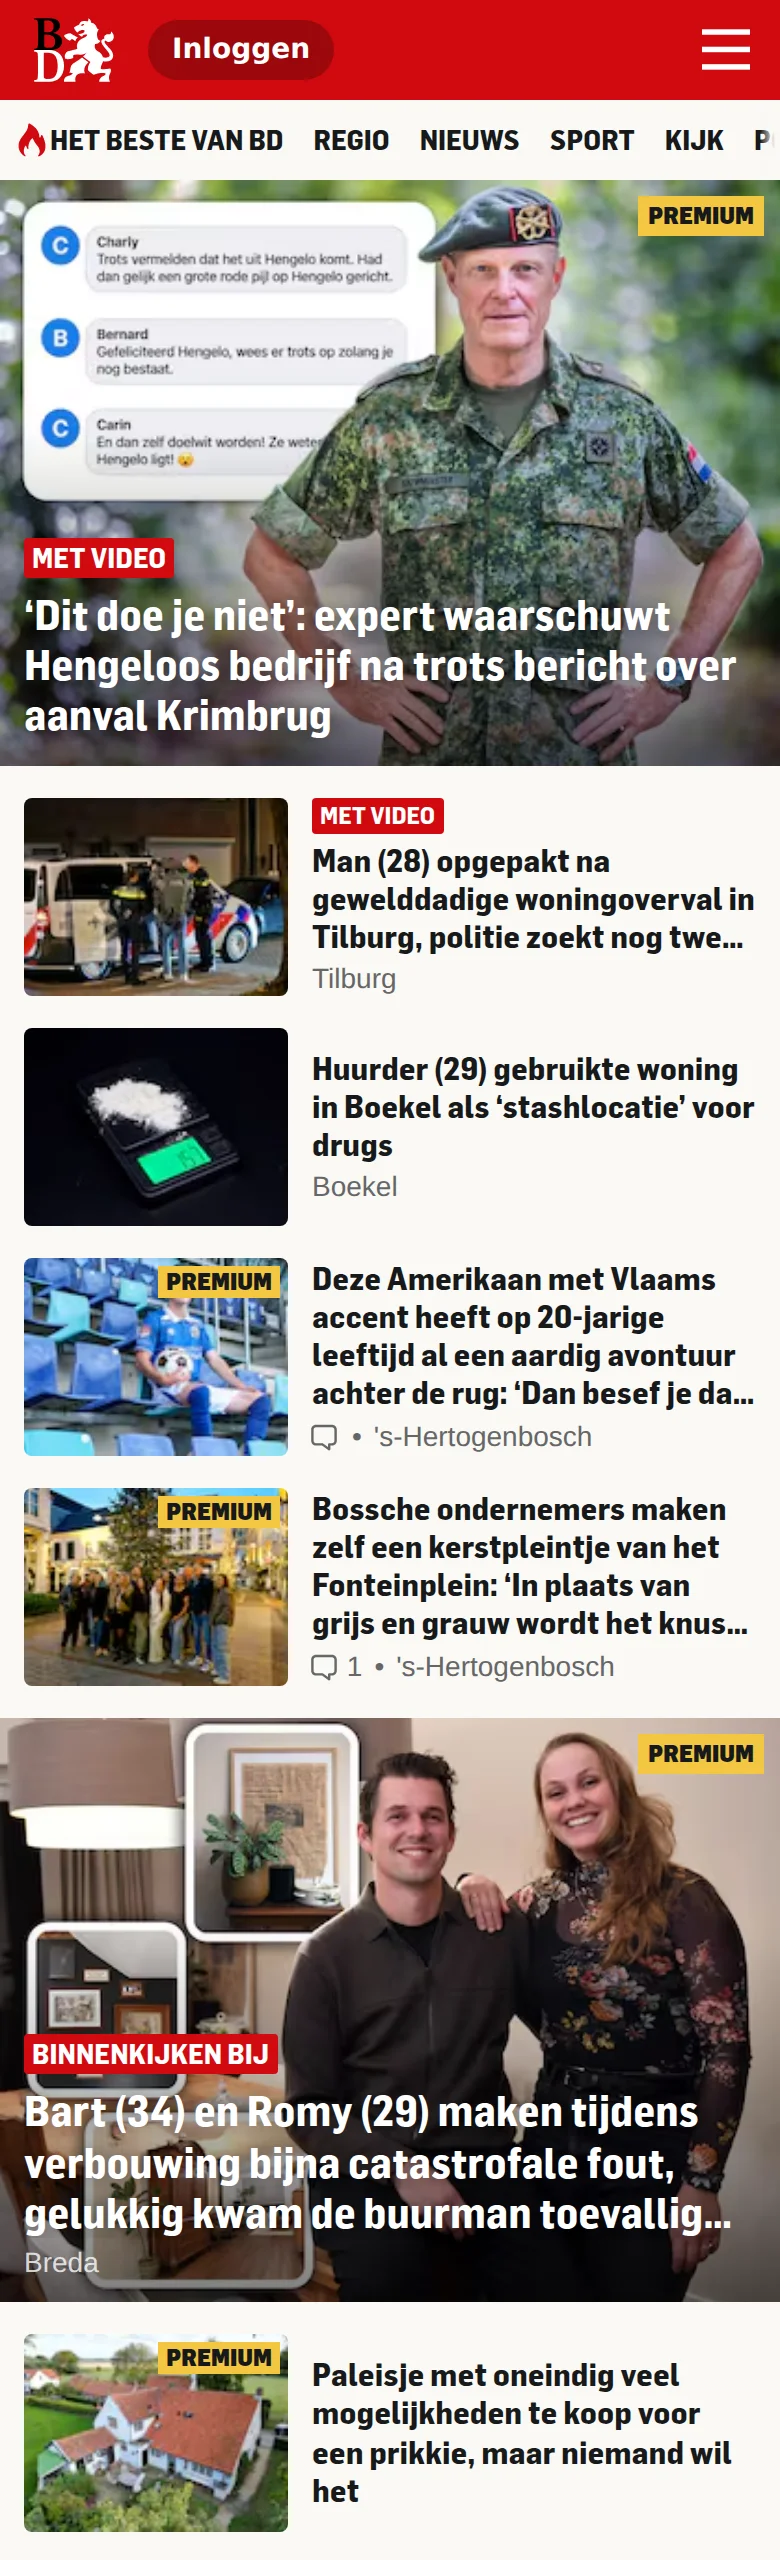 BD
Inloggen
HET BESTE VAN BD REGIO NIEUWS SPORT KIJK
PREMIUM
Charly
Trots vermelden dat het uit Hengelo komt. Had
dan gelijk een grote rode pijl op Hengelo gericht.
Bernard
Gefeliciteerd Hengelo, wees er trots op zolang je
nog bestaat.
Carin
En dan zelf doelwit worden! Ze weten
Hengelo ligt! 😲
MET VIDEO
‘Dit doe je niet’: expert waarschuwt
Hengeloos bedrijf na trots bericht over
aanval Krimbrug
MET VIDEO
Man (28) opgepakt na
gewelddadige woningoverval in
Tilburg, politie zoekt nog twe...
Tilburg
Huurder (29) gebruikte woning
in Boekel als ‘stashlocatie’ voor
drugs
Boekel
PREMIUM
Deze Amerikaan met Vlaams
accent heeft op 20-jarige
leeftijd al een aardig avontuur
achter de rug: ‘Dan besef je da...
• 's-Hertogenbosch
PREMIUM
Bossche ondernemers maken
zelf een kerstpleintje van het
Fonteinplein: ‘In plaats van
grijs en grauw wordt het knus...
1 • 's-Hertogenbosch
PREMIUM
BINNENKIJKEN BIJ
Bart (34) en Romy (29) maken tijdens
verbouwing bijna catastrofale fout,
gelukkig kwam de buurman toevallig...
Breda
PREMIUM
Paleisje met oneindig veel
mogelijkheden te koop voor
een prikkie, maar niemand wil
het